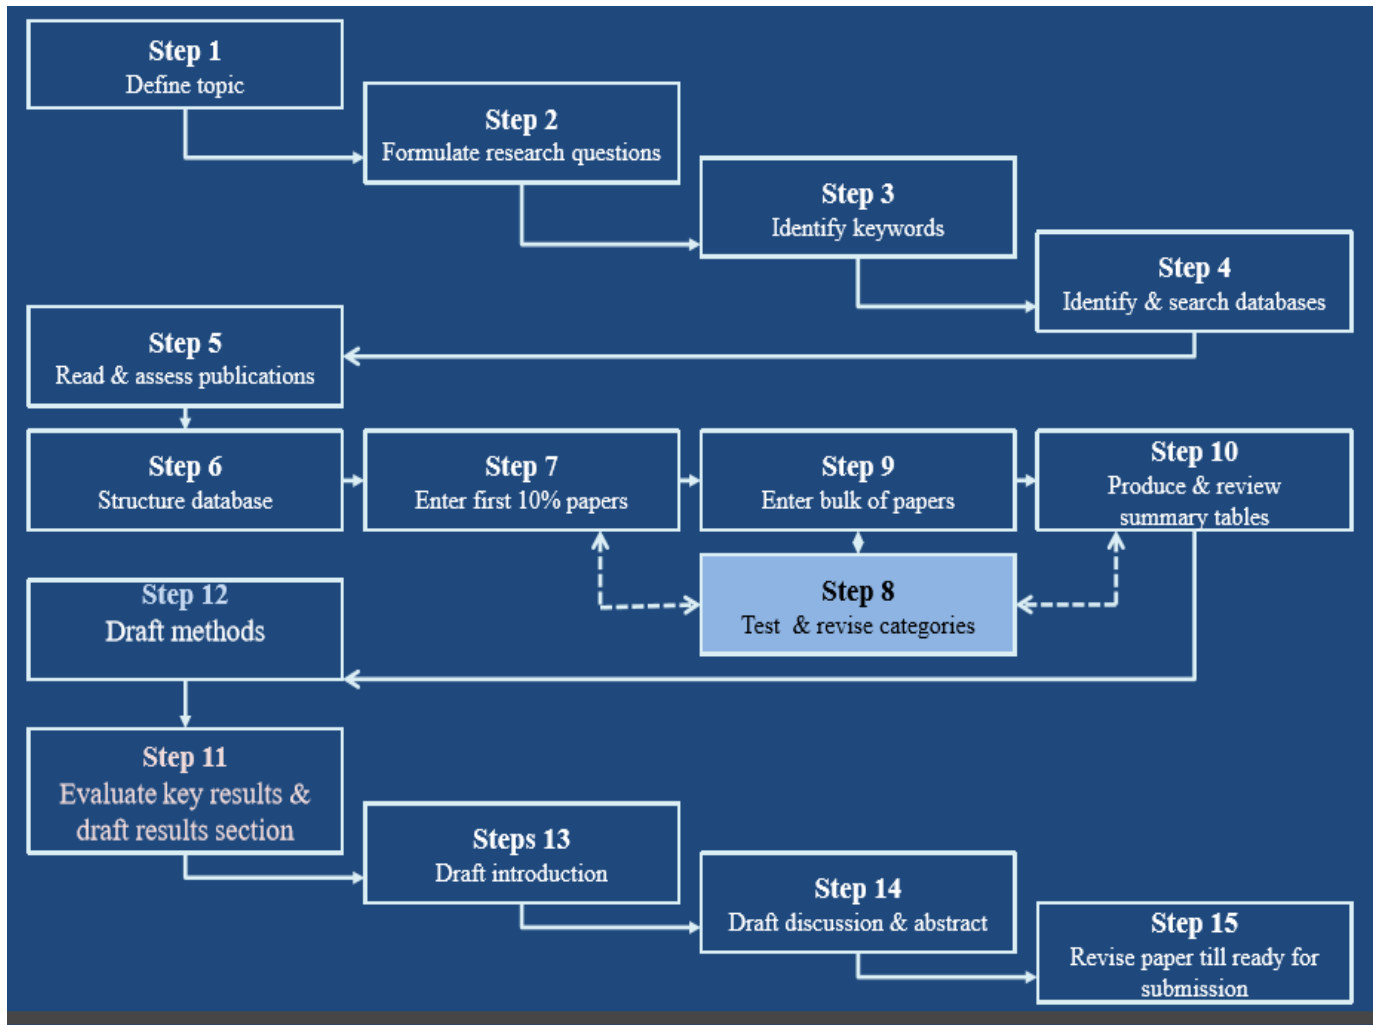 Step 1
Define topic
Step 2
Formulate research questions
Step 3
Identify keywords
Step 4
Identify & search databases
Step 5
Read & assess publications
Step 6
Structure database
Step 7
Enter first 10% papers
Step 9
Enter bulk of papers
Step 10
Produce & review
summary tables
Step 8
Test & revise categories
Step 12
Draft methods
Step 11
Evaluate key results &
draft results section
Steps 13
Draft introduction
Step 14
Draft discussion & abstract
Step 15
Revise paper till ready for
submission